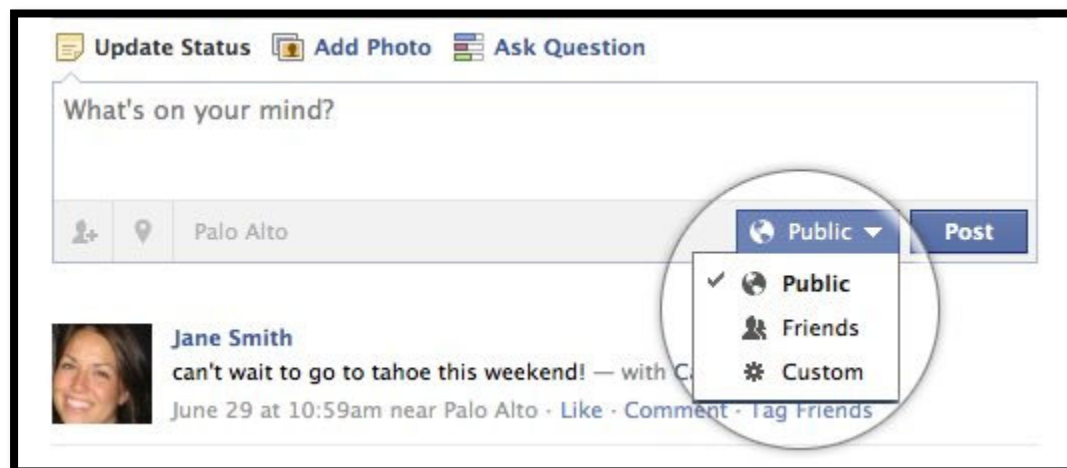 Update Status Add Photo Ask Question
What's on your mind?
Palo Alto Public Post
Public
Friends
Custom
Jane Smith
can't wait to go to tahoe this weekend! — with
June 29 at 10:59am near Palo Alto · Like · Comment · Tag Friends